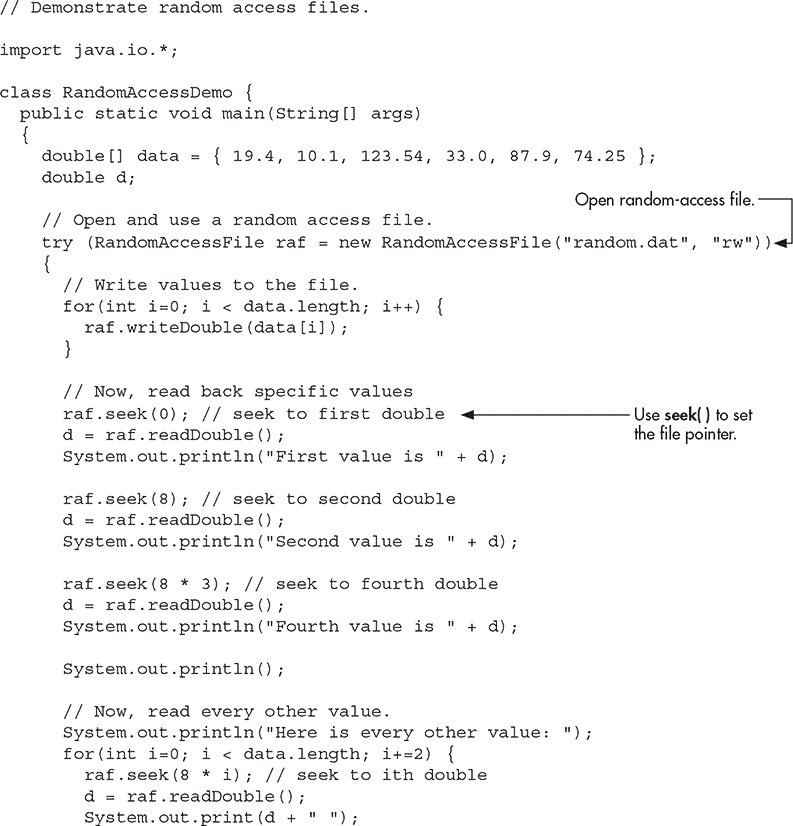 // Demonstrate random access files.

import java.io.*;

class RandomAccessDemo {
  public static void main(String[] args)
  {
    double[] data = { 19.4, 10.1, 123.54, 33.0, 87.9, 74.25 };
    double d;

Open random-access file.
    // Open and use a random access file.
    try (RandomAccessFile raf = new RandomAccessFile("random.dat", "rw"))
    {
      // Write values to the file.
      for(int i=0; i < data.length; i++) {
        raf.writeDouble(data[i]);
      }

      // Now, read back specific values
      raf.seek(0); // seek to first double
Use seek( ) to set
the file pointer.
      d = raf.readDouble();
      System.out.println("First value is " + d);

      raf.seek(8); // seek to second double
      d = raf.readDouble();
      System.out.println("Second value is " + d);

      raf.seek(8 * 3); // seek to fourth double
      d = raf.readDouble();
      System.out.println("Fourth value is " + d);

      System.out.println();

      // Now, read every other value.
      System.out.println("Here is every other value: ");
      for(int i=0; i < data.length; i+=2) {
        raf.seek(8 * i); // seek to ith double
        d = raf.readDouble();
        System.out.print(d + " ");